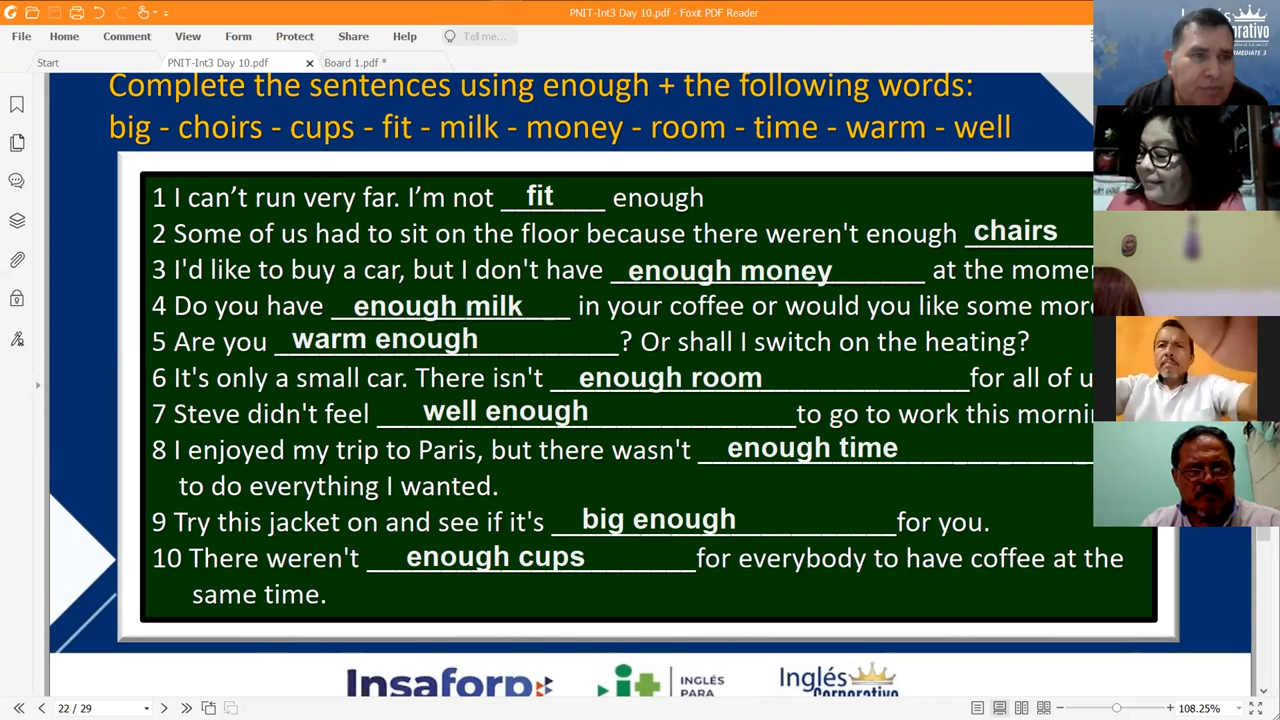 PNIT-Int3 Day 10.pdf - Foxit PDF Reader
File Home Comment View Form Protect Share Help Tell me...
Start PNIT-Int3 Day 10.pdf Board 1.pdf *
Complete the sentences using enough + the following words:
big - choirs - cups - fit - milk - money - room - time - warm - well
1 I can’t run very far. I’m not fit enough
2 Some of us had to sit on the floor because there weren't enough chairs
3 I'd like to buy a car, but I don't have enough money at the
4 Do you have enough milk in your coffee or would you like some
5 Are you warm enough? Or shall I switch on the heating?
6 It's only a small car. There isn't enough room for all of
7 Steve didn't feel well enough to go to work this
8 I enjoyed my trip to Paris, but there wasn't enough time
to do everything I wanted.
9 Try this jacket on and see if it's big enough for you.
10 There weren't enough cups for everybody to have coffee at the
same time.
Insaforp
INGLÉS
PARA
Inglés
Corporativo
22 / 29
108.25%
Inglés